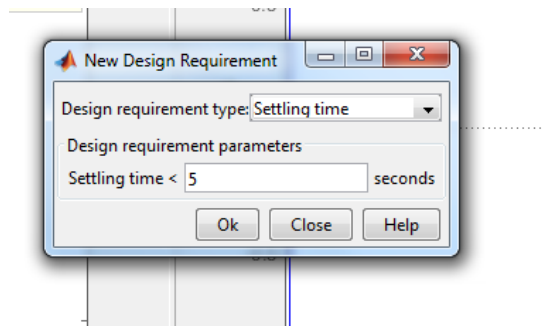 New Design Requirement
Design requirement type: Settling time
Design requirement parameters
Settling time < 5 seconds
Ok Close Help